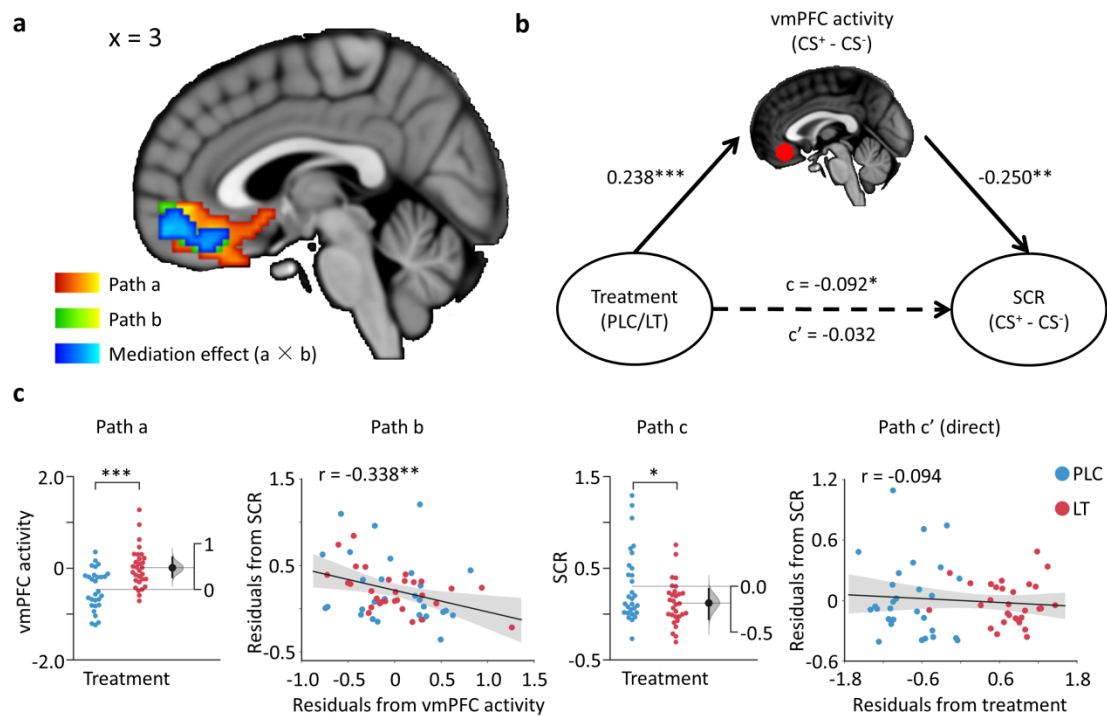 a
x = 3
Path a
Path b
Mediation effect (a × b)
b
vmPFC activity
(CS⁺ - CS⁻)
0.238***
-0.250**
Treatment
(PLC/LT)
c = -0.092*
c’ = -0.032
SCR
(CS⁺ - CS⁻)
c
Path a
vmPFC activity
2.0
0
-2.0
***
1
0
Treatment
Path b
r = -0.338**
Residuals from SCR
1.5
0.5
-0.5
-1.0 -0.5 0 0.5 1.0 1.5
Residuals from vmPFC activity
Path c
SCR
1.5
0.5
-0.5
*
0.0
-0.5
Treatment
Path c’ (direct)
r = -0.094
Residuals from SCR
1.2
0.6
0
-0.6
-1.8 -0.6 0.6 1.8
Residuals from treatment
PLC
LT